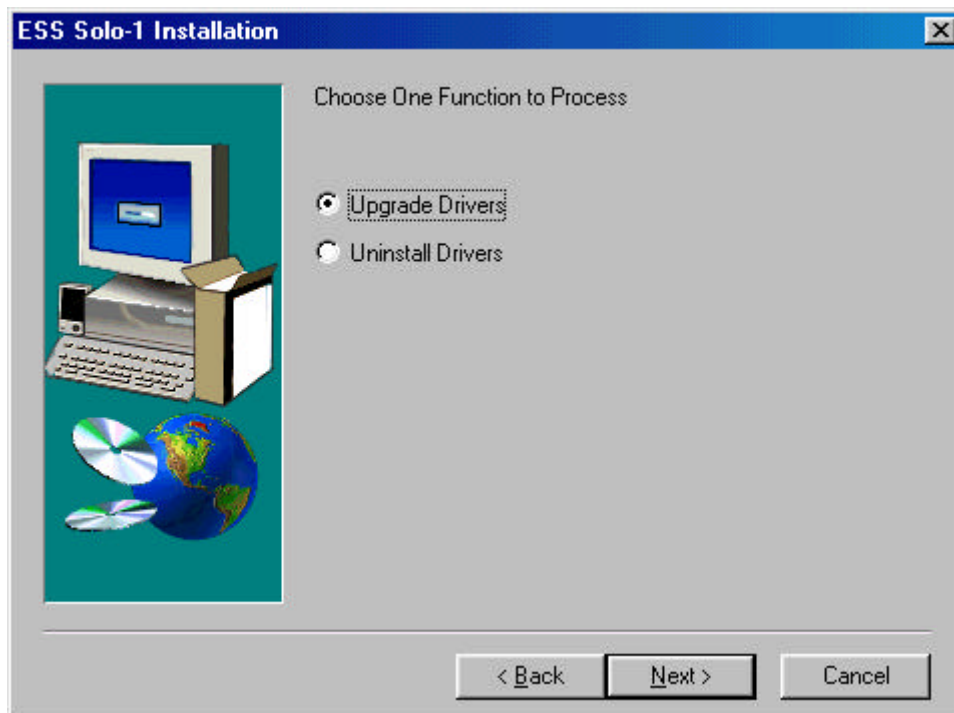 ESS Solo-1 Installation
Choose One Function to Process
Upgrade Drivers
Uninstall Drivers
< Back Next > Cancel